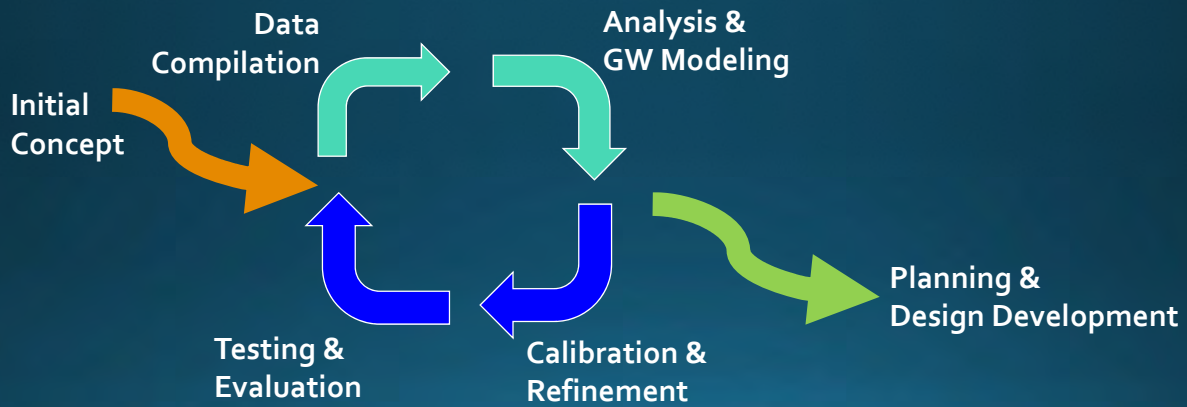 Data
Compilation
Analysis &
GW Modeling
Initial
Concept
Planning &
Design Development
Testing &
Evaluation
Calibration &
Refinement